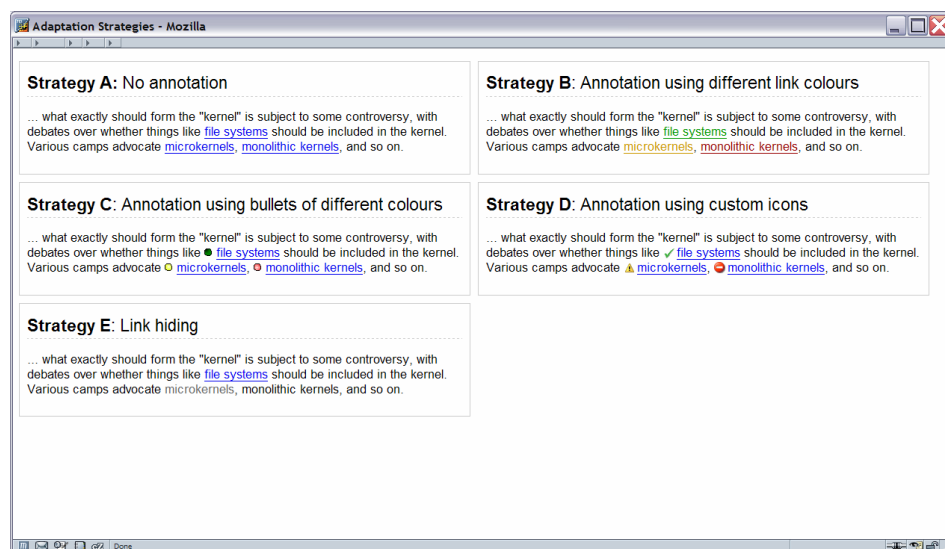 Adaptation Strategies - Mozilla
Strategy A: No annotation
... what exactly should form the "kernel" is subject to some controversy, with
debates over whether things like file systems should be included in the kernel.
Various camps advocate microkernels, monolithic kernels, and so on.
Strategy B: Annotation using different link colours
... what exactly should form the "kernel" is subject to some controversy, with
debates over whether things like file systems should be included in the kernel.
Various camps advocate microkernels, monolithic kernels, and so on.
Strategy C: Annotation using bullets of different colours
... what exactly should form the "kernel" is subject to some controversy, with
debates over whether things like file systems should be included in the kernel.
Various camps advocate microkernels, monolithic kernels, and so on.
Strategy D: Annotation using custom icons
... what exactly should form the "kernel" is subject to some controversy, with
debates over whether things like file systems should be included in the kernel.
Various camps advocate microkernels, monolithic kernels, and so on.
Strategy E: Link hiding
... what exactly should form the "kernel" is subject to some controversy, with
debates over whether things like file systems should be included in the kernel.
Various camps advocate microkernels, monolithic kernels, and so on.
Done